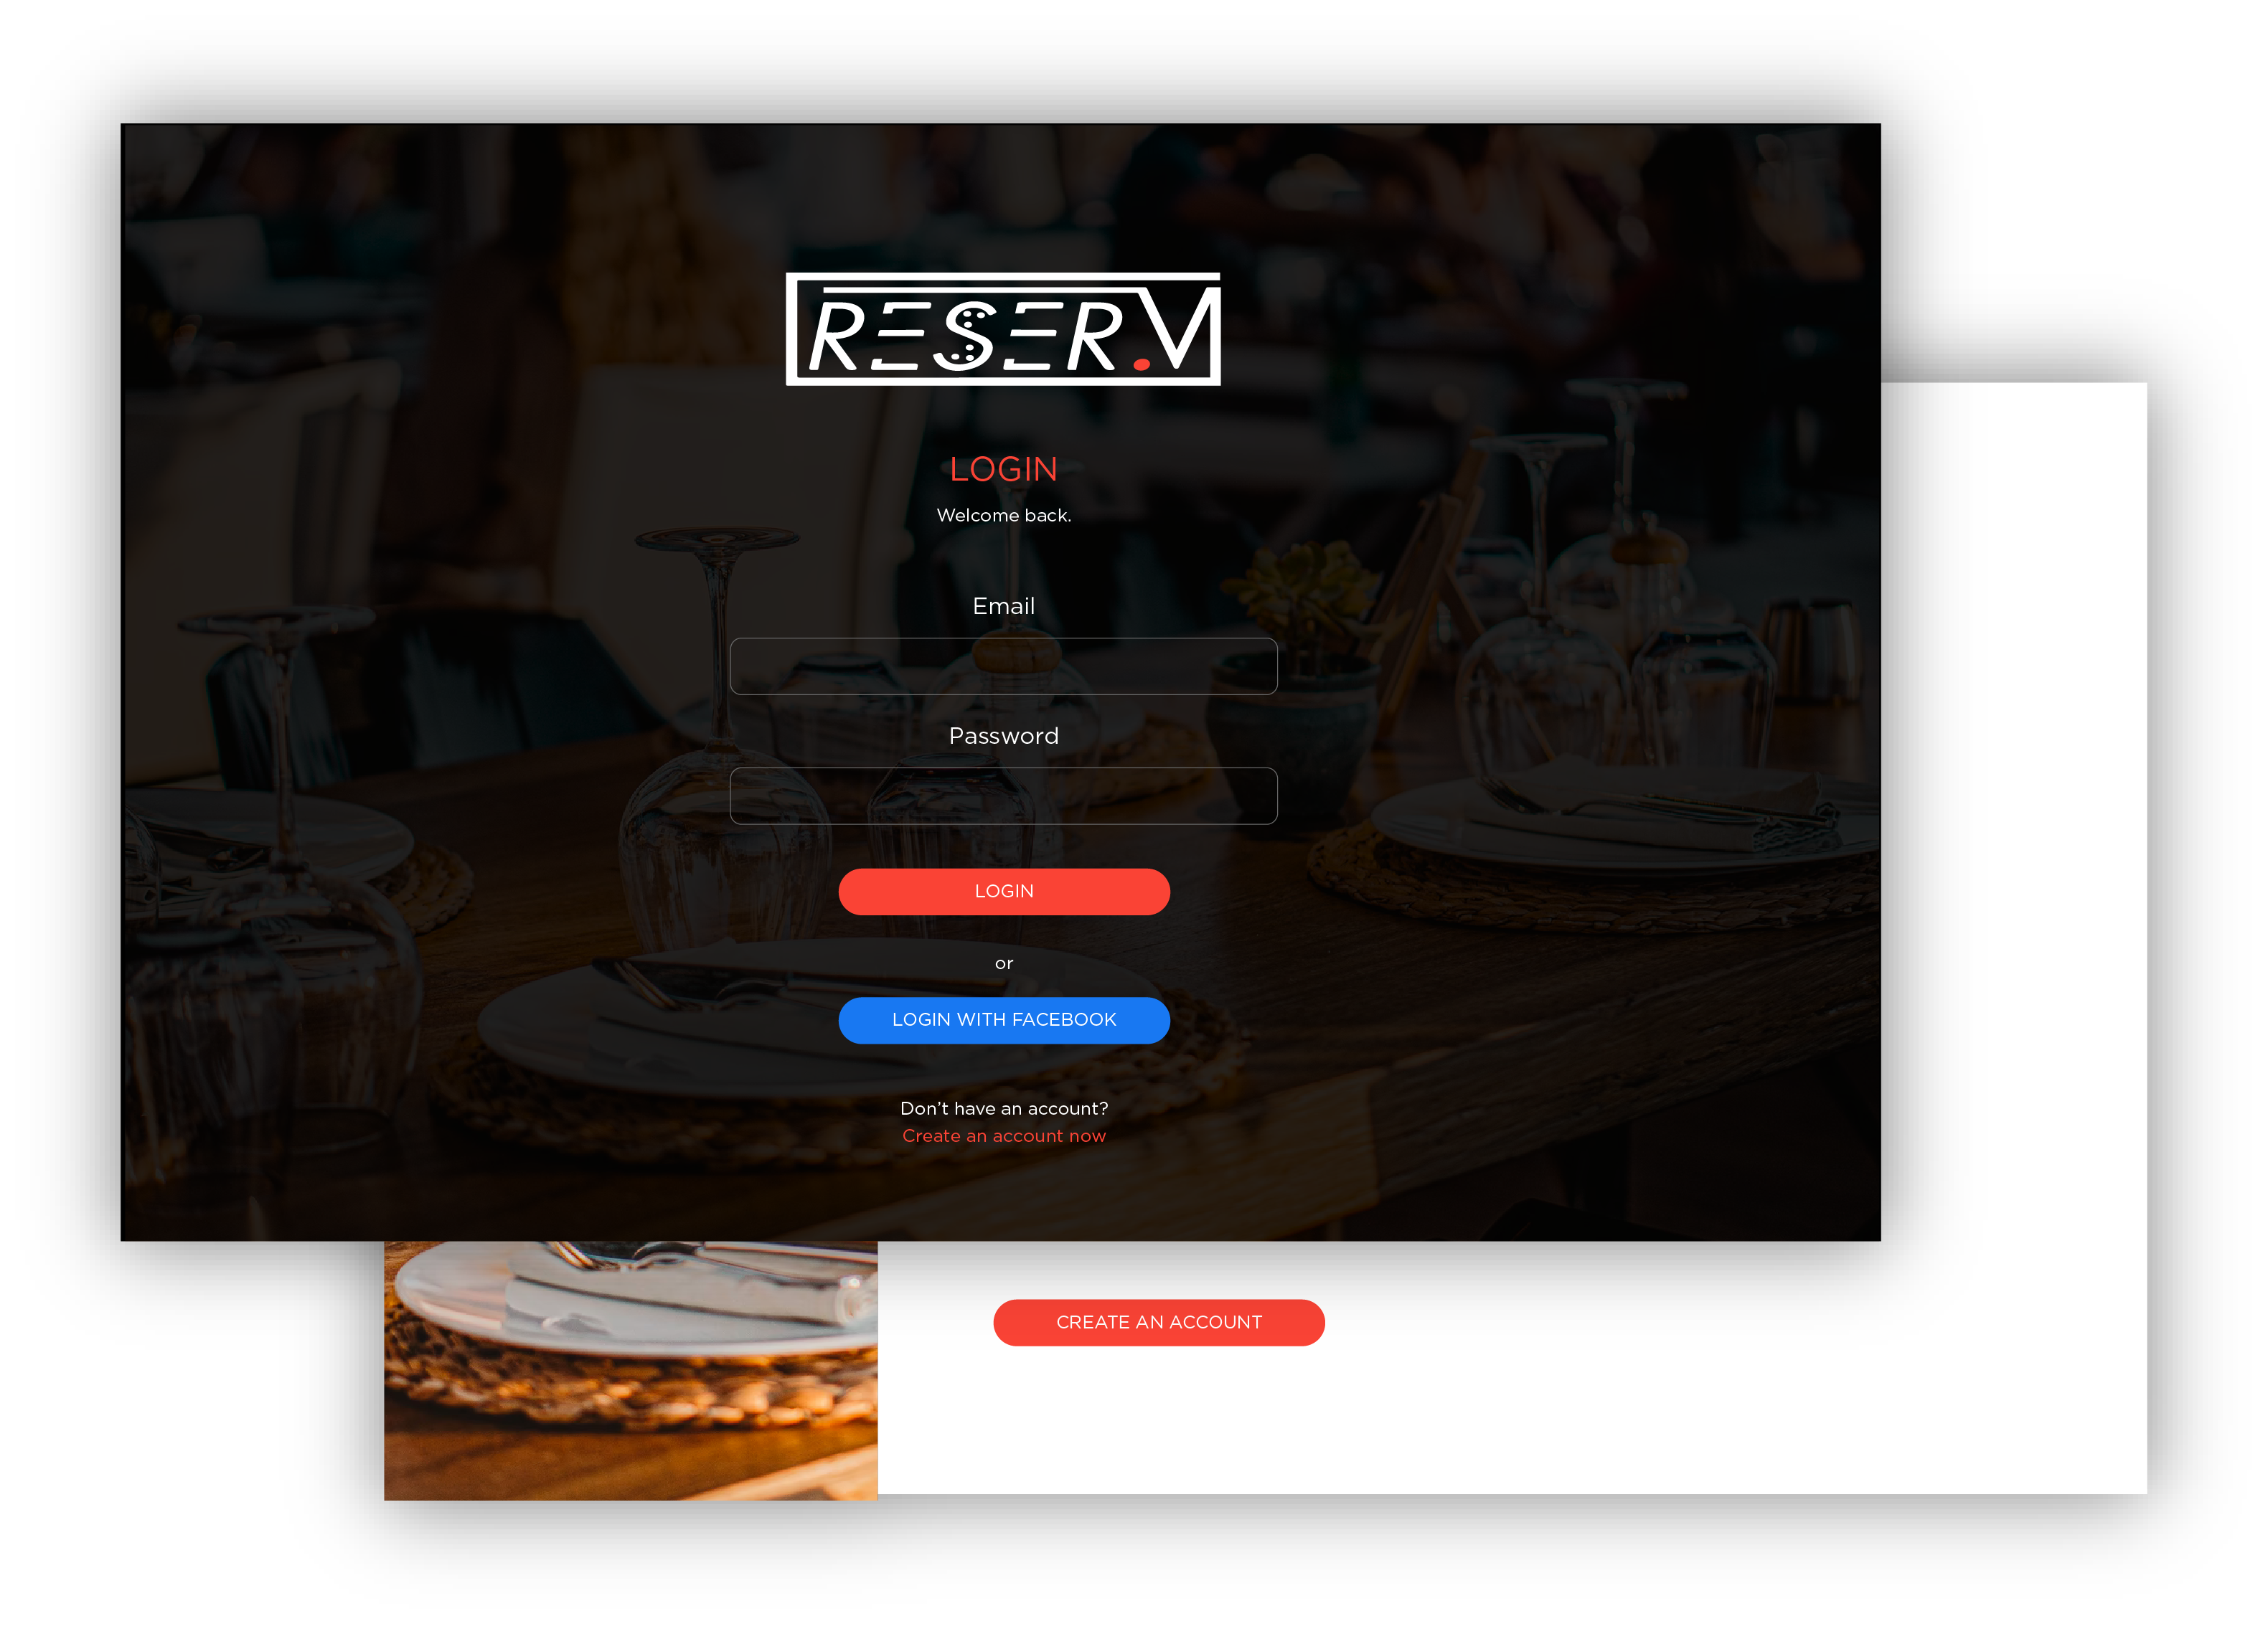 RESER.V
LOGIN
Welcome back.
Email
Password
LOGIN
or
LOGIN WITH FACEBOOK
Don't have an account?
Create an account now
CREATE AN ACCOUNT